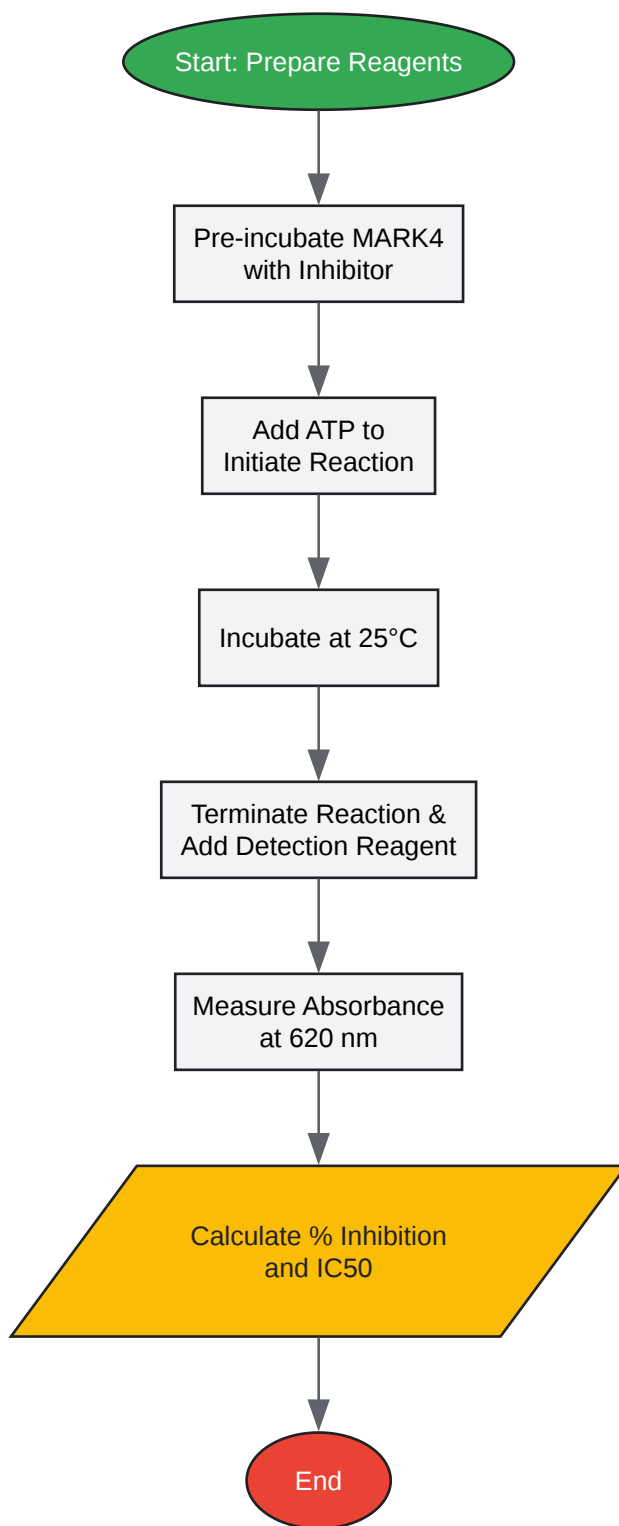 Start: Prepare Reagents
Pre-incubate MARK4
with Inhibitor
Add ATP to
Initiate Reaction
Incubate at 25°C
Terminate Reaction &
Add Detection Reagent
Measure Absorbance
at 620 nm
Calculate % Inhibition
and IC50
End